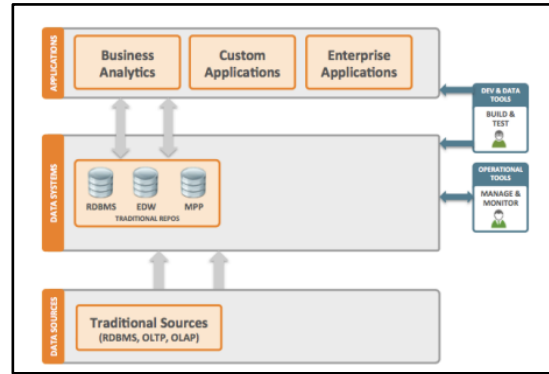 APPLICATIONS
Business
Analytics
Custom
Applications
Enterprise
Applications
DEV & DATA
TOOLS
BUILD &
TEST
DATA SYSTEMS
RDBMS
EDW
MPP
TRADITIONAL REPOS
OPERATIONAL
TOOLS
MANAGE &
MONITOR
DATA SOURCES
Traditional Sources
(RDBMS, OLTP, OLAP)